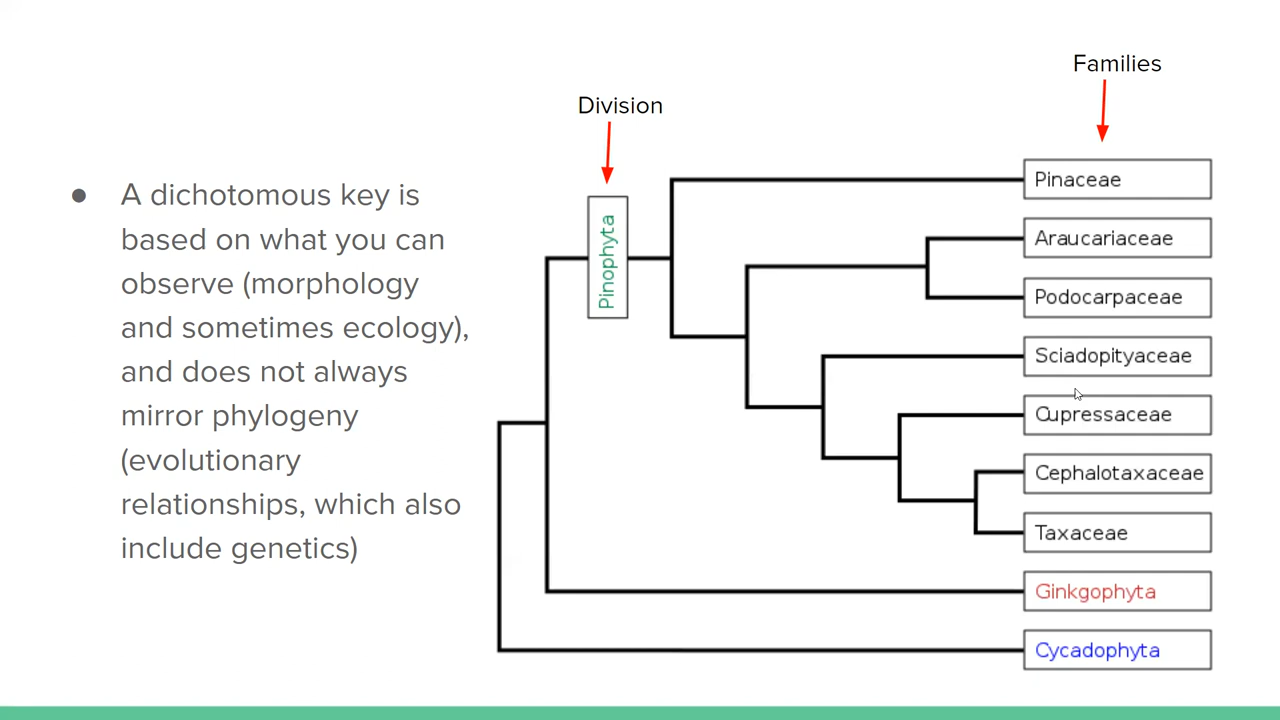 ● A dichotomous key is
based on what you can
observe (morphology
and sometimes ecology),
and does not always
mirror phylogeny
(evolutionary
relationships, which also
include genetics)
Division
Families
Pinophyta
Pinaceae
Araucariaceae
Podocarpaceae
Sciadopityaceae
Cupressaceae
Cephalotaxaceae
Taxaceae
Ginkgophyta
Cycadophyta